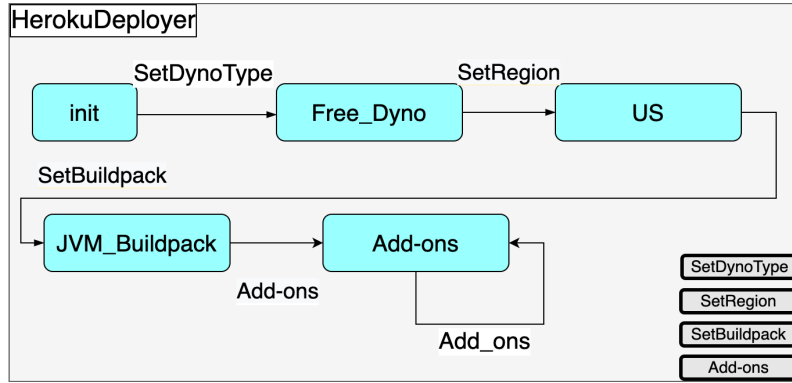 HerokuDeployer
SetDynoType
SetRegion
init
Free_Dyno
US
SetBuildpack
JVM_Buildpack
Add-ons
Add-ons
Add_ons
SetDynoType
SetRegion
SetBuildpack
Add-ons